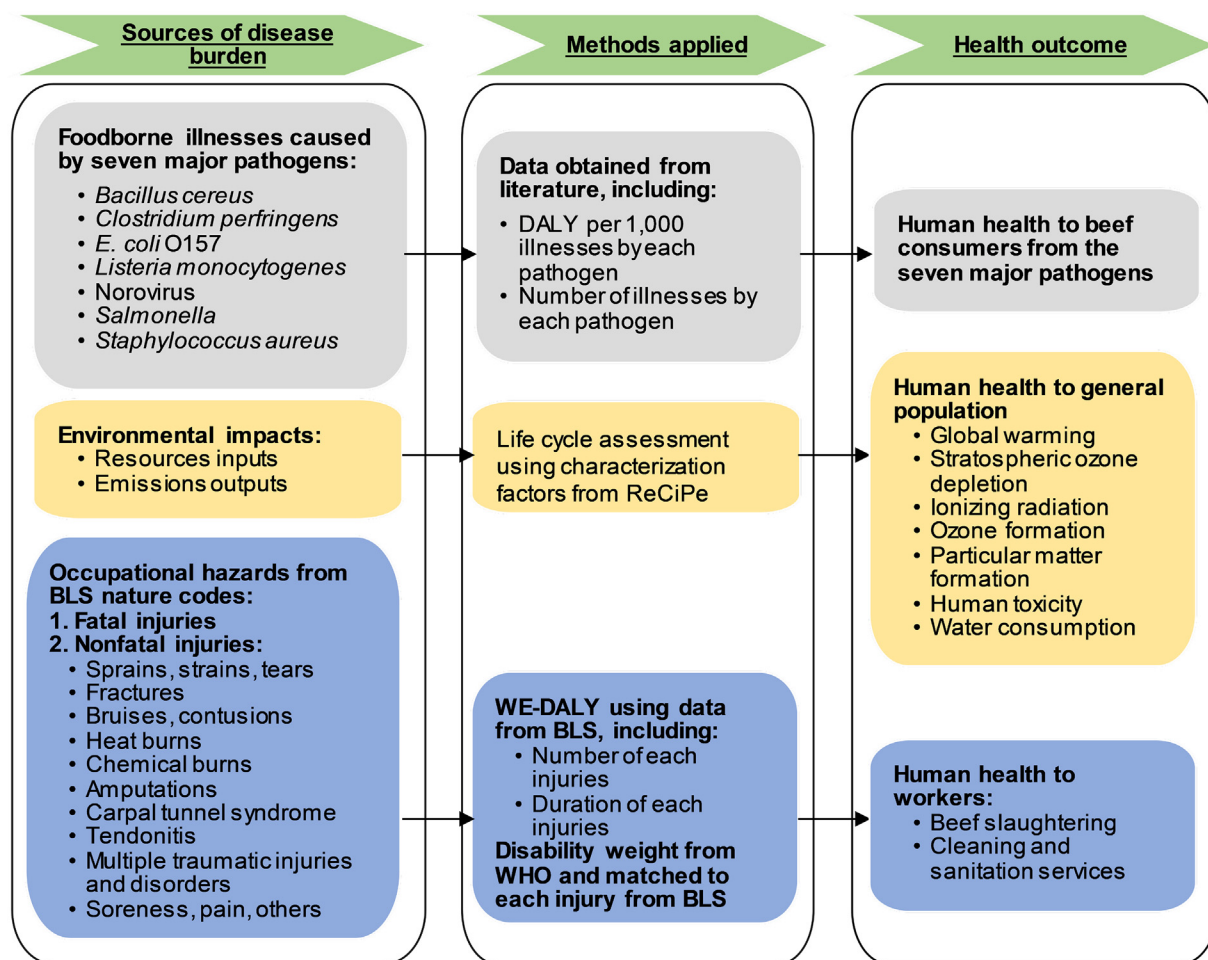 Sources of disease
burden
Methods applied
Health outcome
Foodborne illnesses caused
by seven major pathogens:
• Bacillus cereus
• Clostridium perfringens
• E. coli O157
• Listeria monocytogenes
• Norovirus
• Salmonella
• Staphylococcus aureus
Data obtained from
literature, including:
• DALY per 1,000
illnesses by each
pathogen
• Number of illnesses by
each pathogen
Human health to beef
consumers from the
seven major pathogens
Environmental impacts:
• Resources inputs
• Emissions outputs
Life cycle assessment
using characterization
factors from ReCiPe
Human health to general
population
• Global warming
• Stratospheric ozone
depletion
• Ionizing radiation
• Ozone formation
• Particular matter
formation
• Human toxicity
• Water consumption
Occupational hazards from
BLS nature codes:
1. Fatal injuries
2. Nonfatal injuries:
• Sprains, strains, tears
• Fractures
• Bruises, contusions
• Heat burns
• Chemical burns
• Amputations
• Carpal tunnel syndrome
• Tendonitis
• Multiple traumatic injuries
and disorders
• Soreness, pain, others
WE-DALY using data
from BLS, including:
• Number of each
injuries
• Duration of each
injuries
Disability weight from
WHO and matched to
each injury from BLS
Human health to
workers:
• Beef slaughtering
• Cleaning and
sanitation services